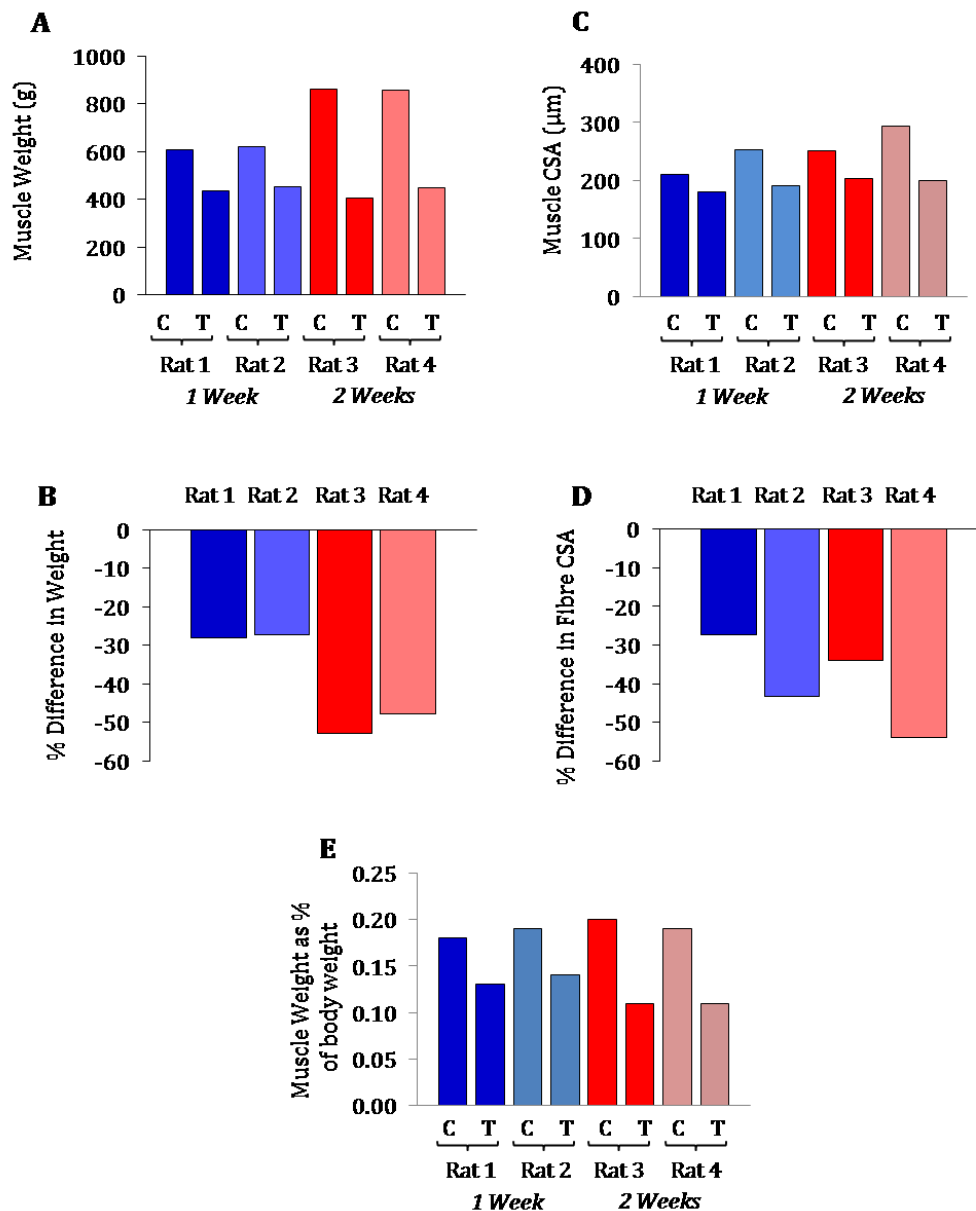 A
Muscle Weight (g)
1000
800
600
400
200
0
C T C T C T C T
Rat 1 Rat 2 Rat 3 Rat 4
1 Week 2 Weeks
C
Muscle CSA (µm)
400
300
200
100
0
C T C T C T C T
Rat 1 Rat 2 Rat 3 Rat 4
1 Week 2 Weeks
B
Rat 1 Rat 2 Rat 3 Rat 4
% Difference in Weight
0
-10
-20
-30
-40
-50
-60
D
Rat 1 Rat 2 Rat 3 Rat 4
% Difference in Fibre CSA
0
-10
-20
-30
-40
-50
-60
E
Muscle Weight as %
of body weight
0.25
0.20
0.15
0.10
0.05
0.00
C T C T C T C T
Rat 1 Rat 2 Rat 3 Rat 4
1 Week 2 Weeks